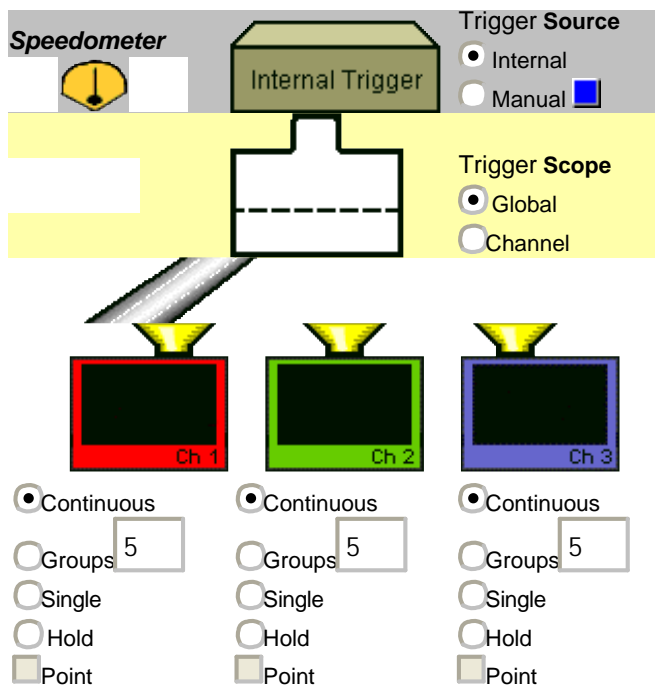 Speedometer
Internal Trigger
Trigger Source
Internal
Manual
Trigger Scope
Global
Channel
Ch 1
Ch 2
Ch 3
Continuous
Groups 5
Single
Hold
Point
Continuous
Groups 5
Single
Hold
Point
Continuous
Groups 5
Single
Hold
Point